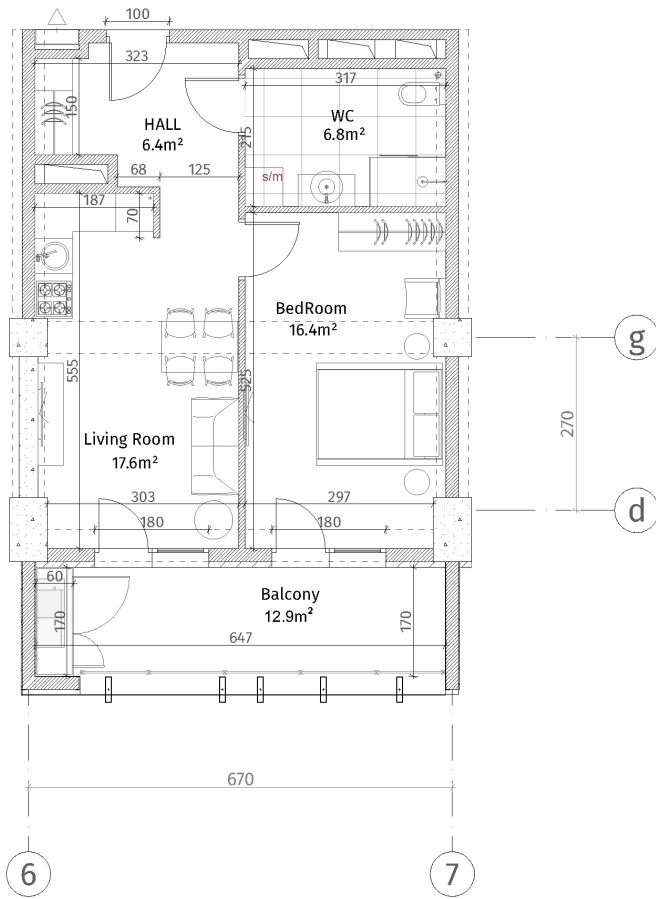 100
323
317
150
HALL
6.4m²
WC
6.8m²
215
68
125
s/m
187
70
BedRoom
16.4m²
g
555
525
270
Living Room
17.6m²
303
297
d
180
180
60
Balcony
12.9m²
170
170
647
670
6
7